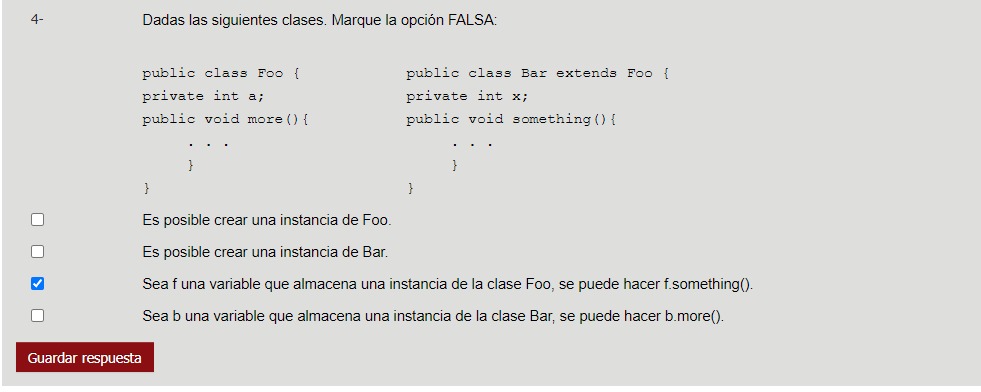 4- Dadas las siguientes clases. Marque la opción FALSA:
public class Foo { public class Bar extends Foo {
private int a; private int x;
public void more(){ public void something(){
. . . . . .
} }
} }
Es posible crear una instancia de Foo.
Es posible crear una instancia de Bar.
Sea f una variable que almacena una instancia de la clase Foo, se puede hacer f.something().
Sea b una variable que almacena una instancia de la clase Bar, se puede hacer b.more().
Guardar respuesta